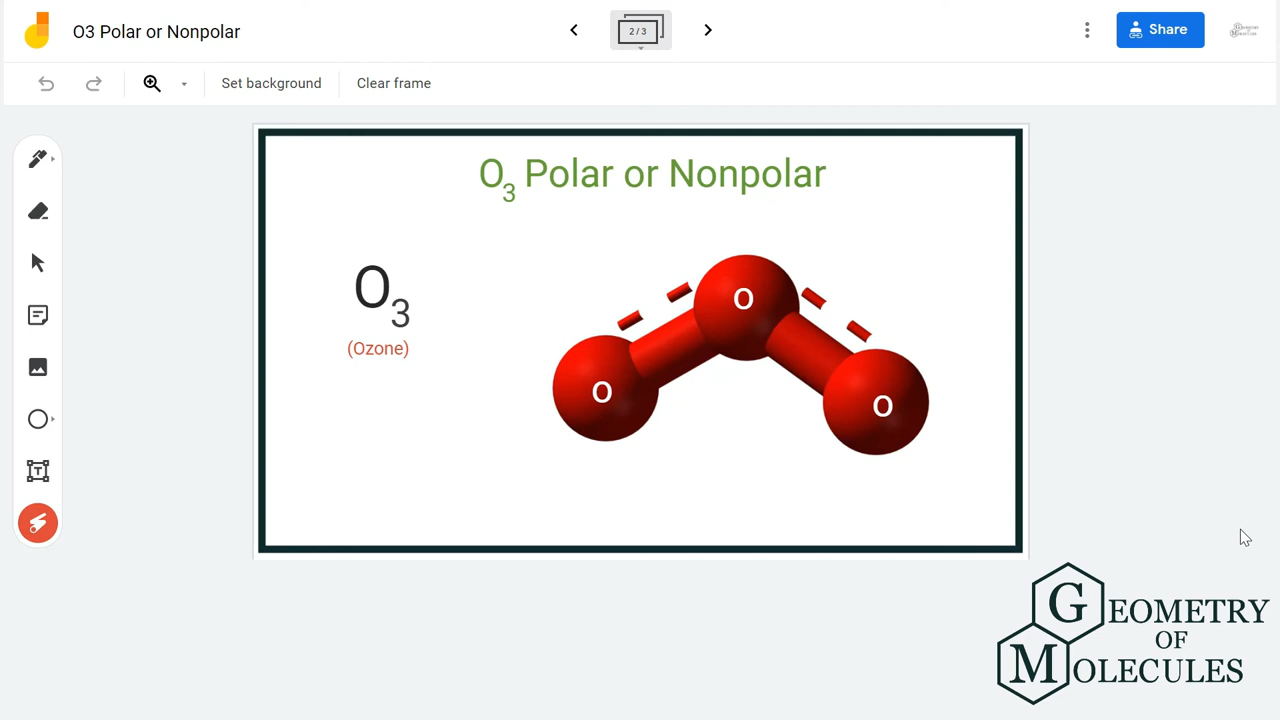 O3 Polar or Nonpolar
2 / 3
Share
Set background
Clear frame
O₃ Polar or Nonpolar
O₃
(Ozone)
O
O
O
T
GEOMETRY
OF
MOLECULES